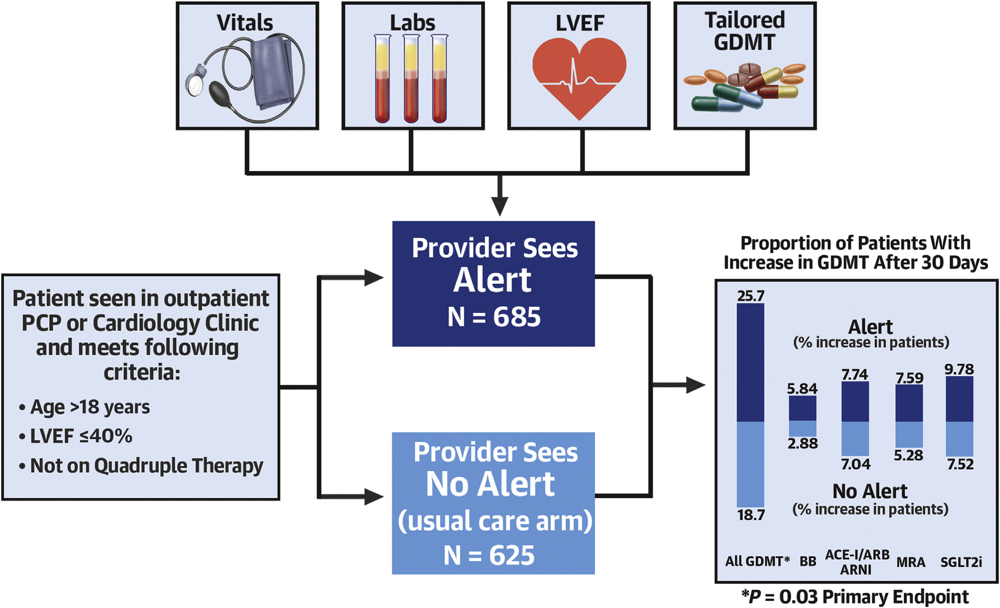 Vitals
Labs
LVEF
Tailored
GDMT
Patient seen in outpatient
PCP or Cardiology Clinic
and meets following
criteria:
• Age >18 years
• LVEF ≤40%
• Not on Quadruple Therapy
Provider Sees
Alert
N = 685
Provider Sees
No Alert
(usual care arm)
N = 625
Proportion of Patients With
Increase in GDMT After 30 Days
25.7
Alert
(% increase in patients)
5.84
7.74
7.59
9.78
2.88
7.04
5.28
7.52
18.7
No Alert
(% increase in patients)
All GDMT*
BB
ACE-I/ARB
ARNI
MRA
SGLT2i
*P = 0.03 Primary Endpoint